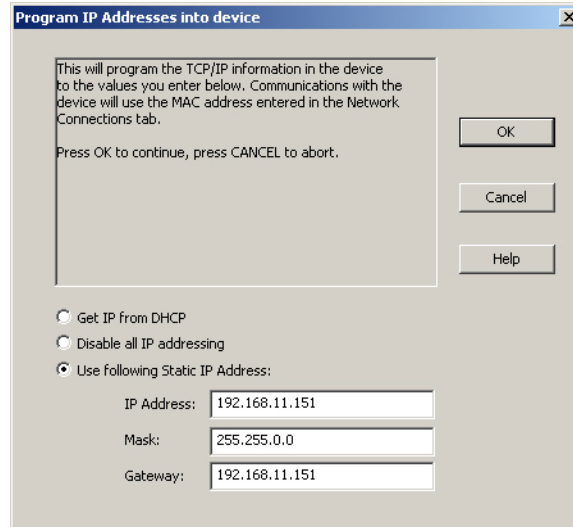 Program IP Addresses into device
This will program the TCP/IP information in the device
to the values you enter below. Communications with the
device will use the MAC address entered in the Network
Connections tab.
Press OK to continue, press CANCEL to abort.
OK
Cancel
Help
Get IP from DHCP
Disable all IP addressing
Use following Static IP Address:
IP Address: 192.168.11.151
Mask: 255.255.0.0
Gateway: 192.168.11.151